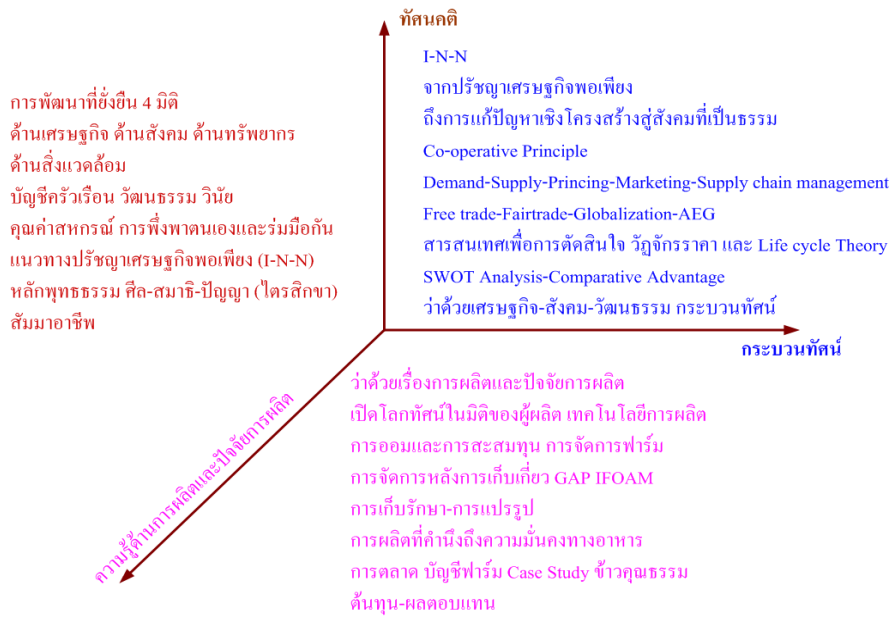 ทัศนคติ
I-N-N
จากปรัชญาเศรษฐกิจพอเพียง
ถึงการแก้ปัญหาเชิงโครงสร้างสู่สังคมที่เป็นธรรม
Co-operative Principle
Demand-Supply-Princing-Marketing-Supply chain management
Free trade-Fairtrade-Globalization-AEG
สารสนเทศเพื่อการตัดสินใจ วัฏจักรราคา และ Life cycle Theory
SWOT Analysis-Comparative Advantage
ว่าด้วยเศรษฐกิจ-สังคม-วัฒนธรรม กระบวนทัศน์
กระบวนทัศน์
การพัฒนาที่ยั่งยืน 4 มิติ
ด้านเศรษฐกิจ ด้านสังคม ด้านทรัพยากร
ด้านสิ่งแวดล้อม
บัญชีครัวเรือน วัฒนธรรม วินัย
คุณค่าสหกรณ์ การพึ่งพาตนเองและร่มมือกัน
แนวทางปรัชญาเศรษฐกิจพอเพียง (I-N-N)
หลักพุทธธรรม ศีล-สมาธิ-ปัญญา (ไตรสิกขา)
สัมมาอาชีพ
ความรู้ด้านการผลิตและปัจจัยการผลิต
ว่าด้วยเรื่องการผลิตและปัจจัยการผลิต
เปิดโลกทัศน์ในมิติของผู้ผลิต เทคโนโลยีการผลิต
การออมและการสะสมทุน การจัดการฟาร์ม
การจัดการหลังการเก็บเกี่ยว GAP IFOAM
การเก็บรักษา-การแปรรูป
การผลิตที่คำนึงถึงความมั่นคงทางอาหาร
การตลาด บัญชีฟาร์ม Case Study ข้าวคุณธรรม
ต้นทุน-ผลตอบแทน